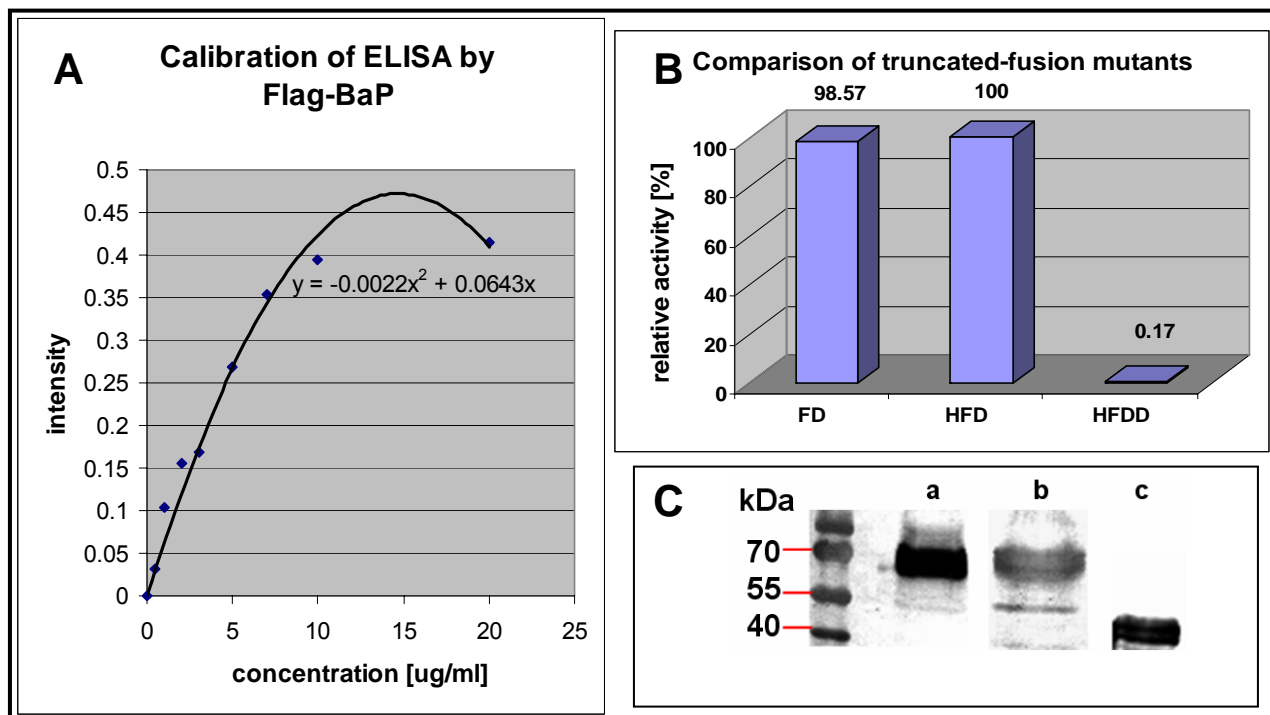 A
Calibration of ELISA by
Flag-BaP
0.5
0.45
0.4
0.35
0.3
0.25
0.2
0.15
0.1
0.05
0
intensity
y = -0.0022x² + 0.0643x
0 5 10 15 20 25
concentration [ug/ml]
B Comparison of truncated-fusion mutants
98.57 100 0.17
100
80
60
40
20
0
relative activity [%]
FD HFD HFDD
C
kDa a b c
70
55
40